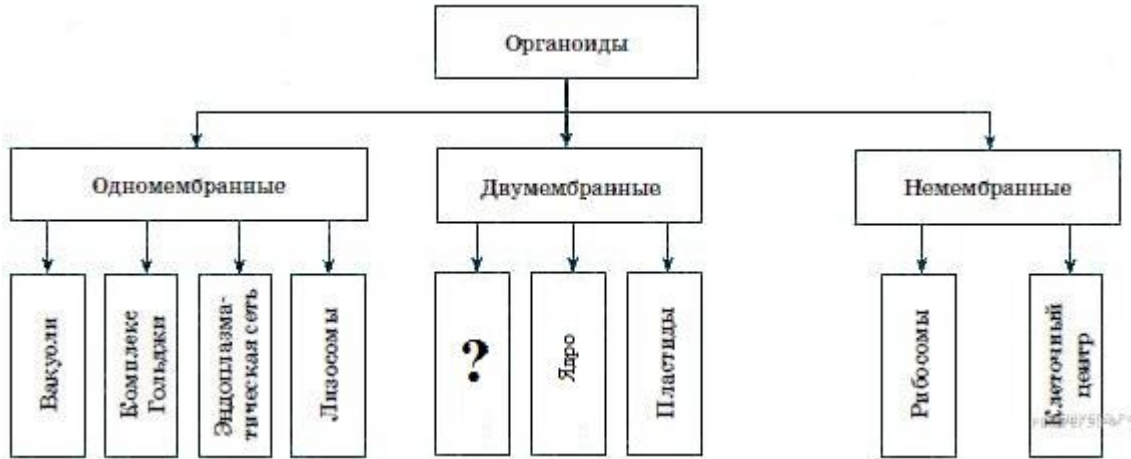 Органоиды
Одномембранные
Двумембранные
Немембранные
Вакуоли
Комплекс
Гольджи
Эндоплазма-
тическая сеть
Лизосомы
?
Ядро
Пластиды
Рибосомы
Клеточный
центр